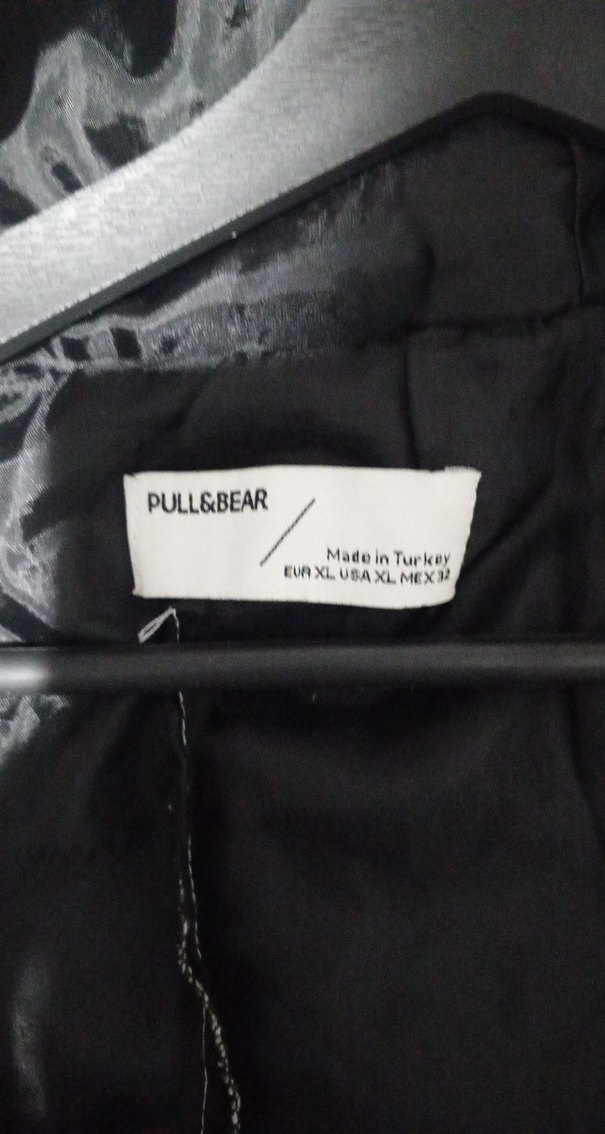 PULL&BEAR
Made in Turkey
EUR XL USA XL MEX 32